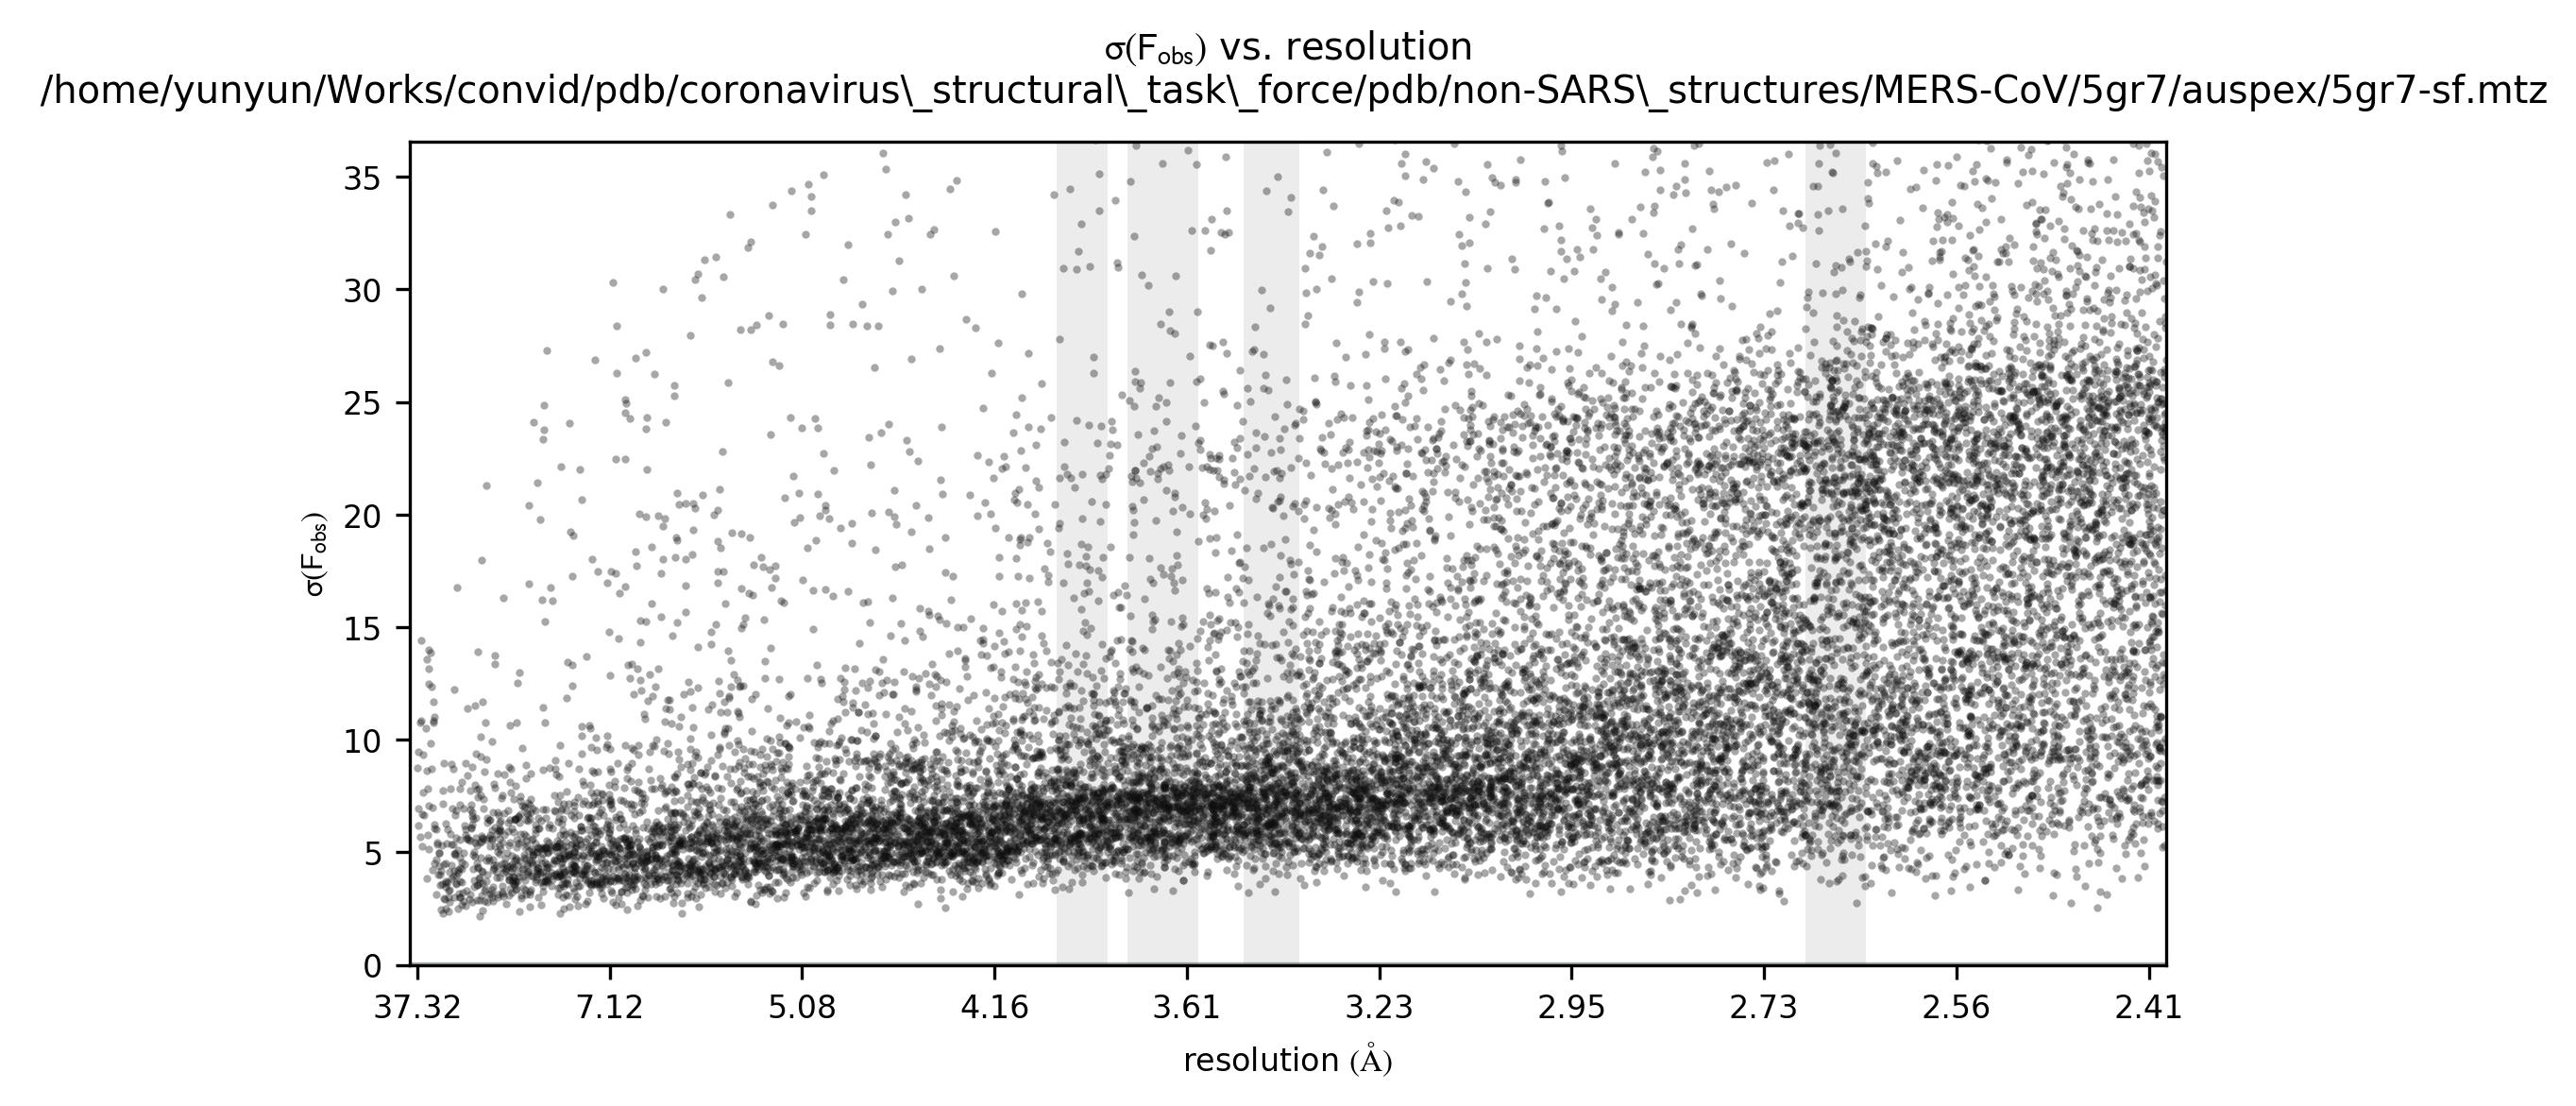 σ(Fobs) vs. resolution
/home/yunyun/Works/convid/pdb/coronavirus\_structural\_task\_force/pdb/non-SARS\_structures/MERS-CoV/5gr7/auspex/5gr7-sf.mtz
35
30
25
20
15
10
5
0
σ(Fobs)
37.32 7.12 5.08 4.16 3.61 3.23 2.95 2.73 2.56 2.41
resolution (Å)